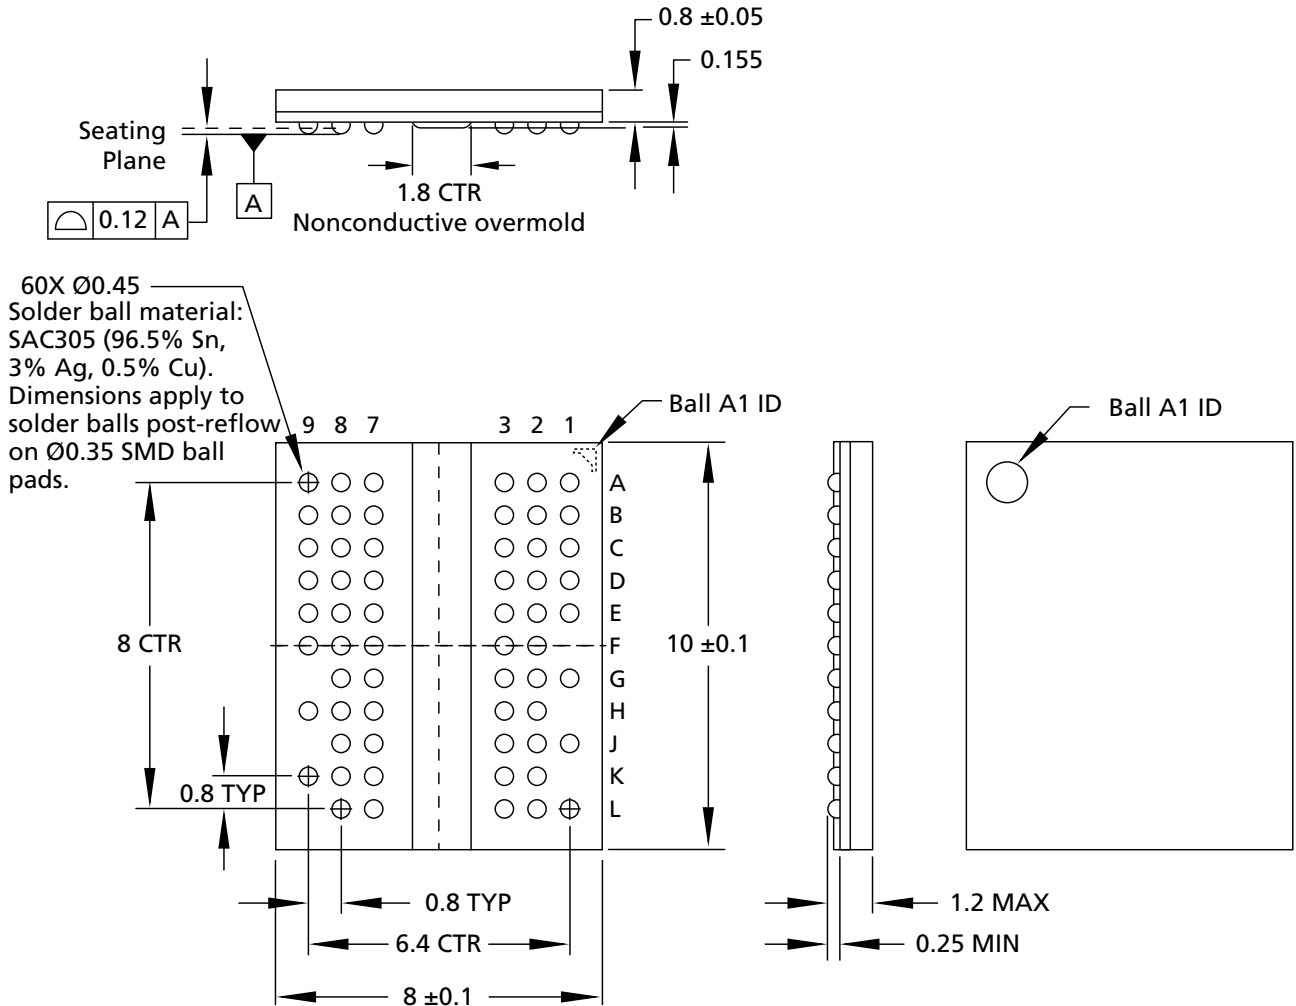 0.8 ±0.05
0.155
Seating
Plane
A
0.12 A
1.8 CTR
Nonconductive overmold
60X Ø0.45
Solder ball material:
SAC305 (96.5% Sn,
3% Ag, 0.5% Cu).
Dimensions apply to
solder balls post-reflow
on Ø0.35 SMD ball
pads.
9 8 7 3 2 1
Ball A1 ID
Ball A1 ID
A
B
C
D
E
F
G
H
J
K
L
8 CTR
10 ±0.1
0.8 TYP
0.8 TYP
1.2 MAX
6.4 CTR
0.25 MIN
8 ±0.1